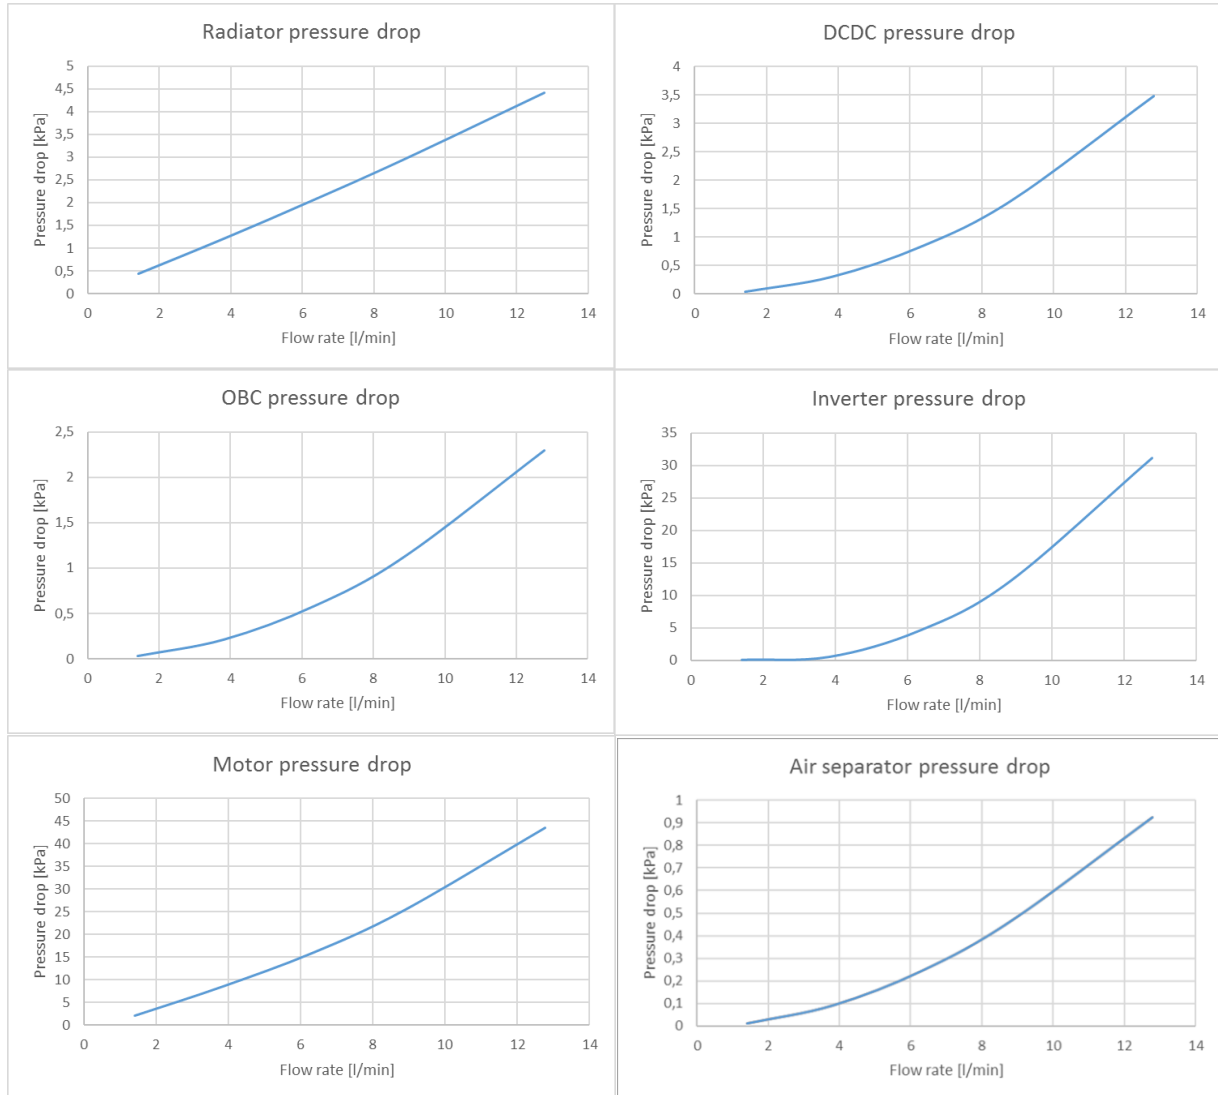 Radiator pressure drop
5
4,5
4
3,5
3
2,5
2
1,5
1
0,5
0
Pressure drop [kPa]
0 2 4 6 8 10 12 14
Flow rate [l/min]
DCDC pressure drop
4
3,5
3
2,5
2
1,5
1
0,5
0
Pressure drop [kPa]
0 2 4 6 8 10 12 14
Flow rate [l/min]
OBC pressure drop
2,5
2
1,5
1
0,5
0
Pressure drop [kPa]
0 2 4 6 8 10 12 14
Flow rate [l/min]
Inverter pressure drop
35
30
25
20
15
10
5
0
Pressure drop [kPa]
0 2 4 6 8 10 12 14
Flow rate [l/min]
Motor pressure drop
50
45
40
35
30
25
20
15
10
5
0
Pressure drop [kPa]
0 2 4 6 8 10 12 14
Flow rate [l/min]
Air separator pressure drop
1
0,9
0,8
0,7
0,6
0,5
0,4
0,3
0,2
0,1
0
Pressure drop [kPa]
0 2 4 6 8 10 12 14
Flow rate [l/min]